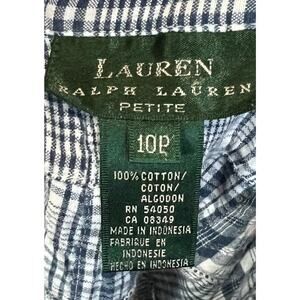 LAUREN
RALPH LAUREN
PETITE
10P
100% COTTON/
COTON/
ALGODON
RN 54050
CA 08349
MADE IN INDONESIA
FABRIQUE EN
INDONESIE
HECHO EN INDONESIA